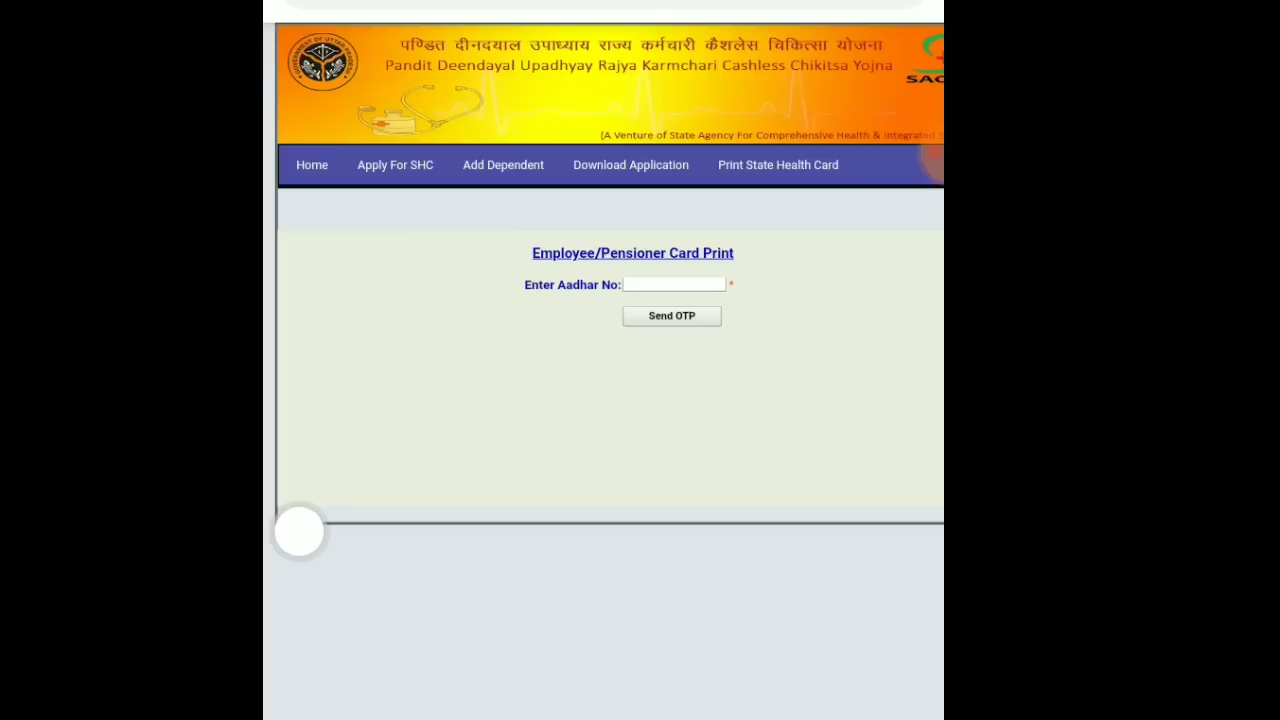 पण्डित दीनदयाल उपाध्याय राज्य कर्मचारी कैशलेस चिकित्सा योजना
Pandit Deendayal Upadhyay Rajya Karmchari Cashless Chikitsa Yojna
(A Venture of State Agency For Comprehensive Health & Integrated
Home Apply For SHC Add Dependent Download Application Print State Health Card
Employee/Pensioner Card Print
Enter Aadhar No: *
Send OTP